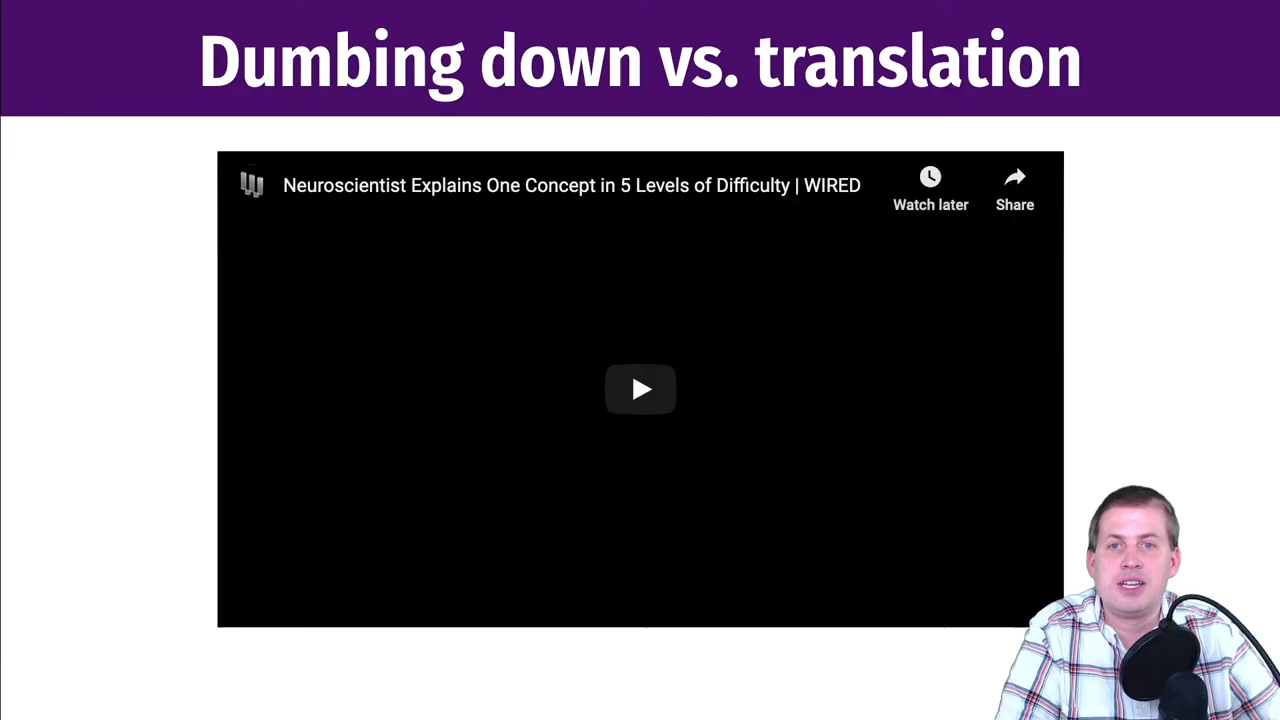 Dumbing down vs. translation
Neuroscientist Explains One Concept in 5 Levels of Difficulty | WIRED
Watch later
Share